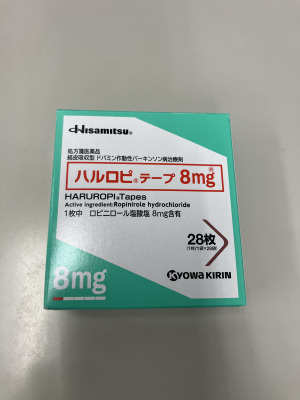 Hisamitsu®
処方箋医薬品
経皮吸収型 ドパミン作動性パーキンソン病治療剤
ハルロピ®テープ 8mg
HARUROPI®Tapes
Active ingredient:Ropinirole hydrochloride
1枚中 ロピニロール塩酸塩 8mg含有
28枚
8mg
KYOWA KIRIN